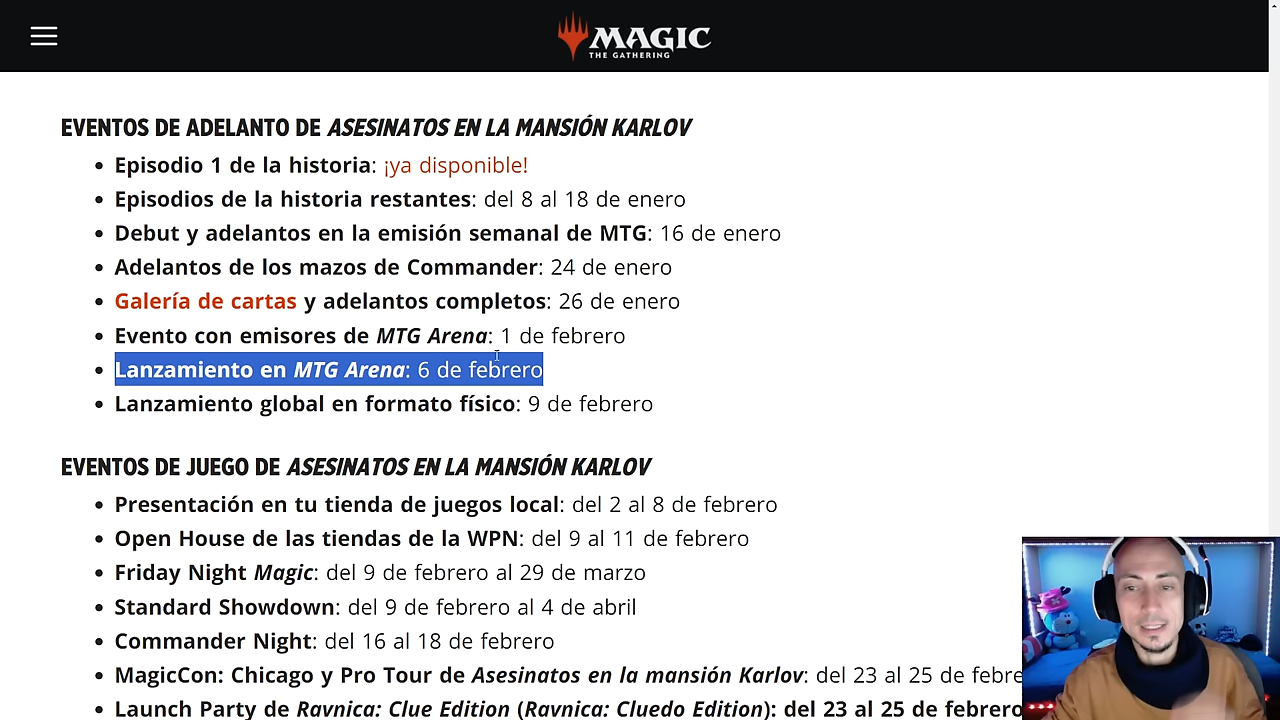 MAGIC
THE GATHERING
EVENTOS DE ADELANTO DE ASESINATOS EN LA MANSIÓN KARLOV
Episodio 1 de la historia: ¡ya disponible!
Episodios de la historia restantes: del 8 al 18 de enero
Debut y adelantos en la emisión semanal de MTG: 16 de enero
Adelantos de los mazos de Commander: 24 de enero
Galería de cartas y adelantos completos: 26 de enero
Evento con emisores de MTG Arena: 1 de febrero
Lanzamiento en MTG Arena: 6 de febrero
Lanzamiento global en formato físico: 9 de febrero
EVENTOS DE JUEGO DE ASESINATOS EN LA MANSIÓN KARLOV
Presentación en tu tienda de juegos local: del 2 al 8 de febrero
Open House de las tiendas de la WPN: del 9 al 11 de febrero
Friday Night Magic: del 9 de febrero al 29 de marzo
Standard Showdown: del 9 de febrero al 4 de abril
Commander Night: del 16 al 18 de febrero
MagicCon: Chicago y Pro Tour de Asesinatos en la mansión Karlov: del 23 al 25 de febre
Launch Party de Ravnica: Clue Edition (Ravnica: Cluedo Edition): del 23 al 25 de febrero